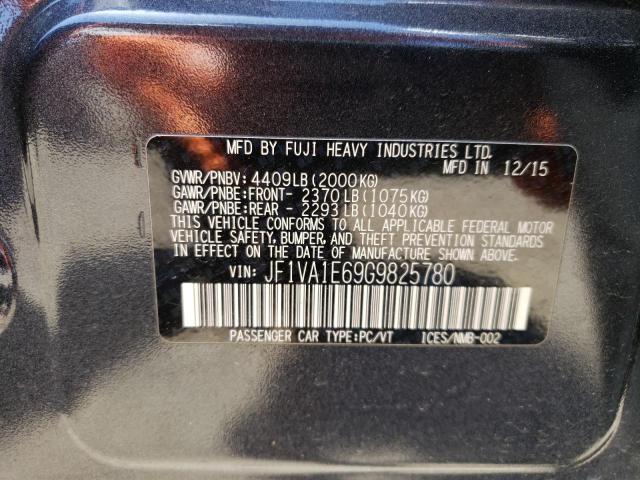 MFD BY FUJI HEAVY INDUSTRIES LTD.
MFD IN 12/15
GVWR/PNBV: 4409LB(2000KG)
GAWR/PNBE:FRONT- 2370LB(1075KG)
GAWR/PNBE:REAR - 2293LB(1040KG)
THIS VEHICLE CONFORMS TO ALL APPLICABLE FEDERAL MOTOR
VEHICLE SAFETY, BUMPER, AND THEFT PREVENTION STANDARDS
IN EFFECT ON THE DATE OF MANUFACTURE SHOWN ABOVE.
VIN: JF1VA1E69G9825780
PASSENGER CAR TYPE:PC/VT ICES/NMB-002